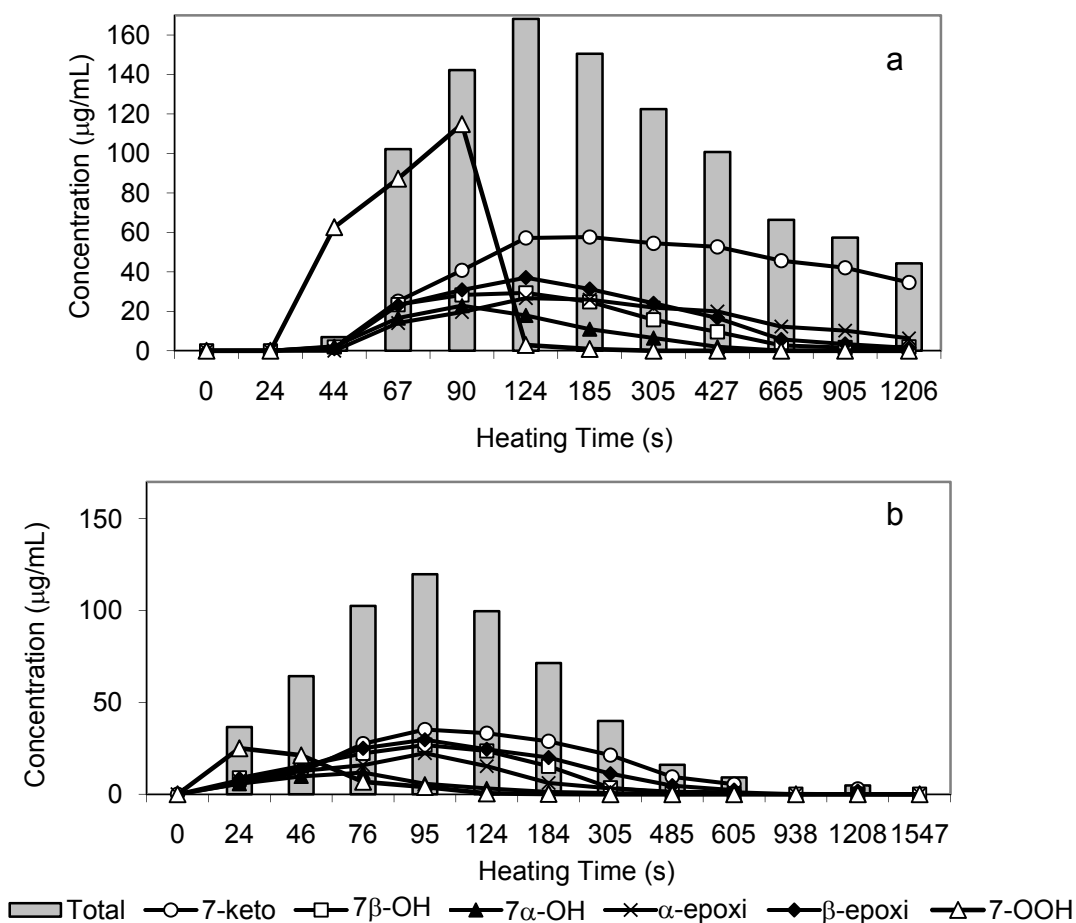 a
Concentration (µg/mL)
160
140
120
100
80
60
40
20
0
0 24 44 67 90 124 185 305 427 665 905 1206
Heating Time (s)
b
Concentration (µg/mL)
150
100
50
0
0 24 46 76 95 124 184 305 485 605 938 1208 1547
Heating Time (s)
Total 7-keto 7β-OH 7α-OH α-epoxi β-epoxi 7-OOH